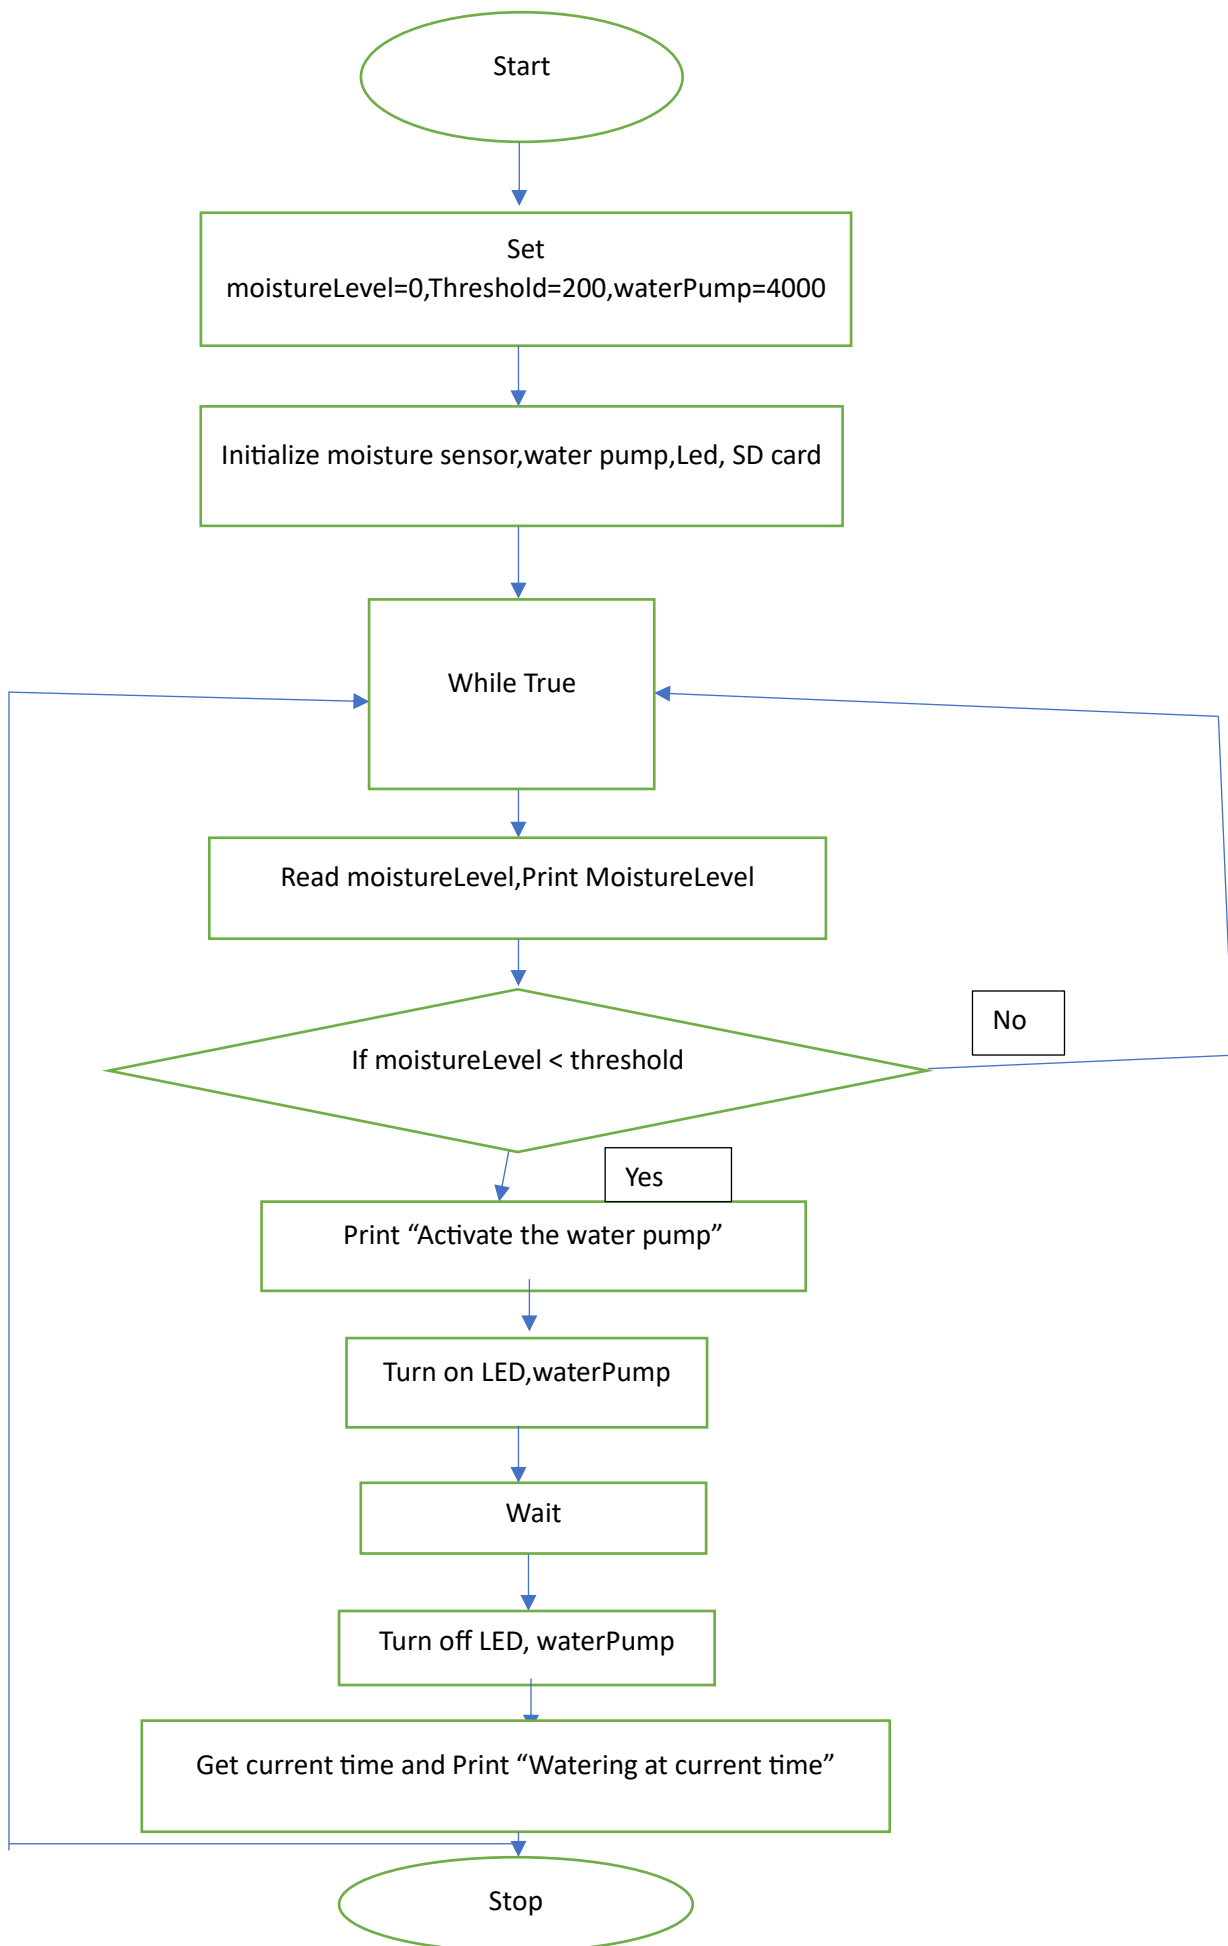 Start
Set
moistureLevel=0,Threshold=200,waterPump=4000
Initialize moisture sensor,water pump,Led, SD card
While True
Read moistureLevel,Print MoistureLevel
If moistureLevel < threshold
No
Yes
Print “Activate the water pump”
Turn on LED,waterPump
Wait
Turn off LED, waterPump
Get current time and Print “Watering at current time”
Stop